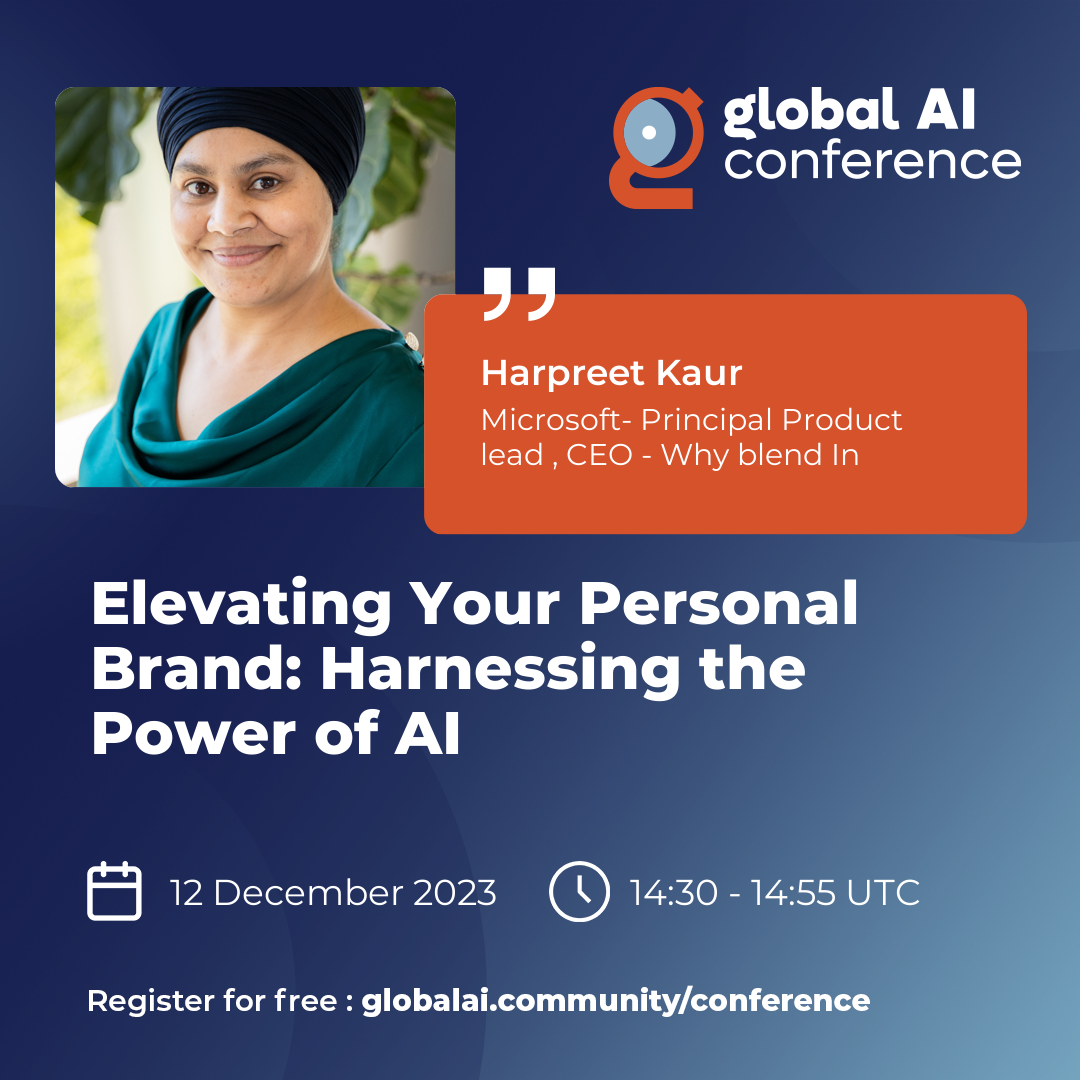 global AI
conference
Harpreet Kaur
Microsoft- Principal Product
lead , CEO - Why blend In
Elevating Your Personal
Brand: Harnessing the
Power of AI
12 December 2023
14:30 - 14:55 UTC
Register for free : globalai.community/conference